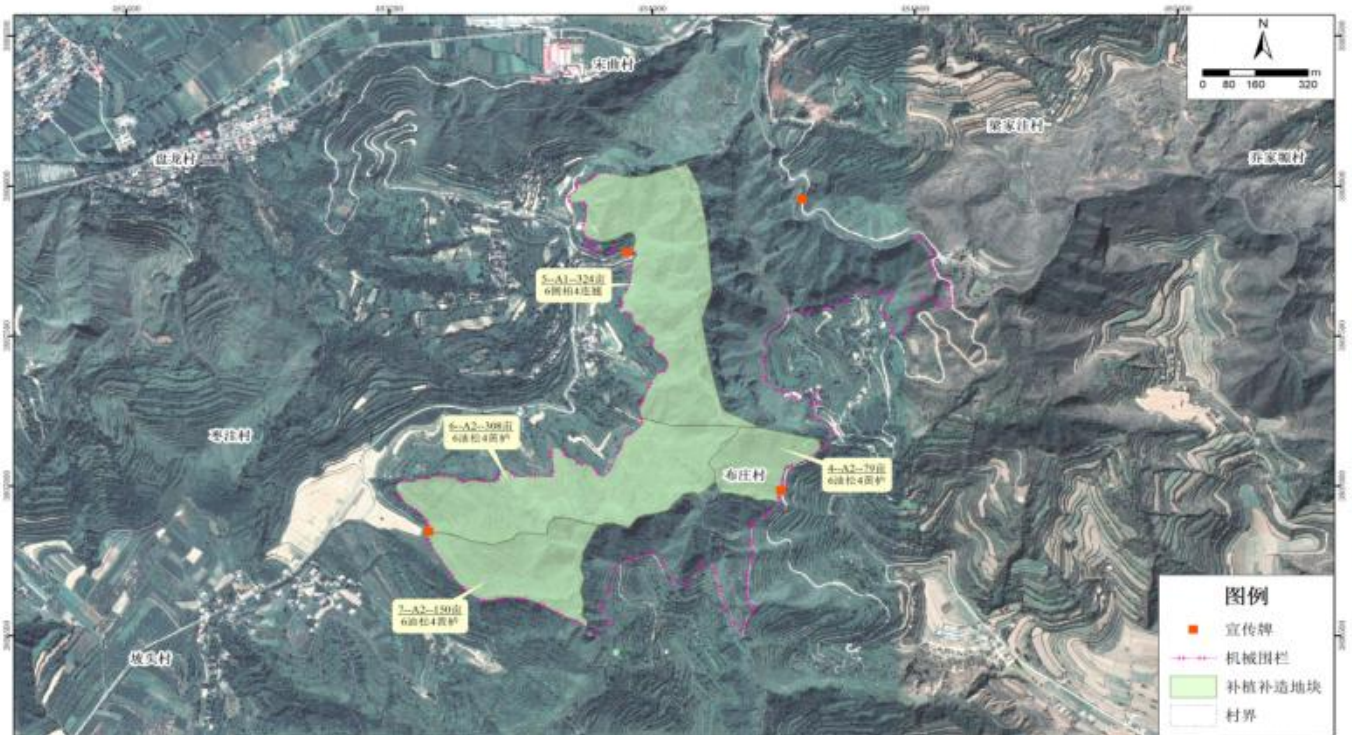 宋曲村
N
m
0 80 160 320
梁家洼村
盘龙村
乔家塬村
5--A1--324亩
6侧柏4连翘
枣洼村
6--A2--308亩
6油松4黄栌
布庄村
4--A2--79亩
6油松4黄栌
7--A2--150亩
6油松4黄栌
坡头村
图例
宣传牌
机械围栏
补植补造地块
村界